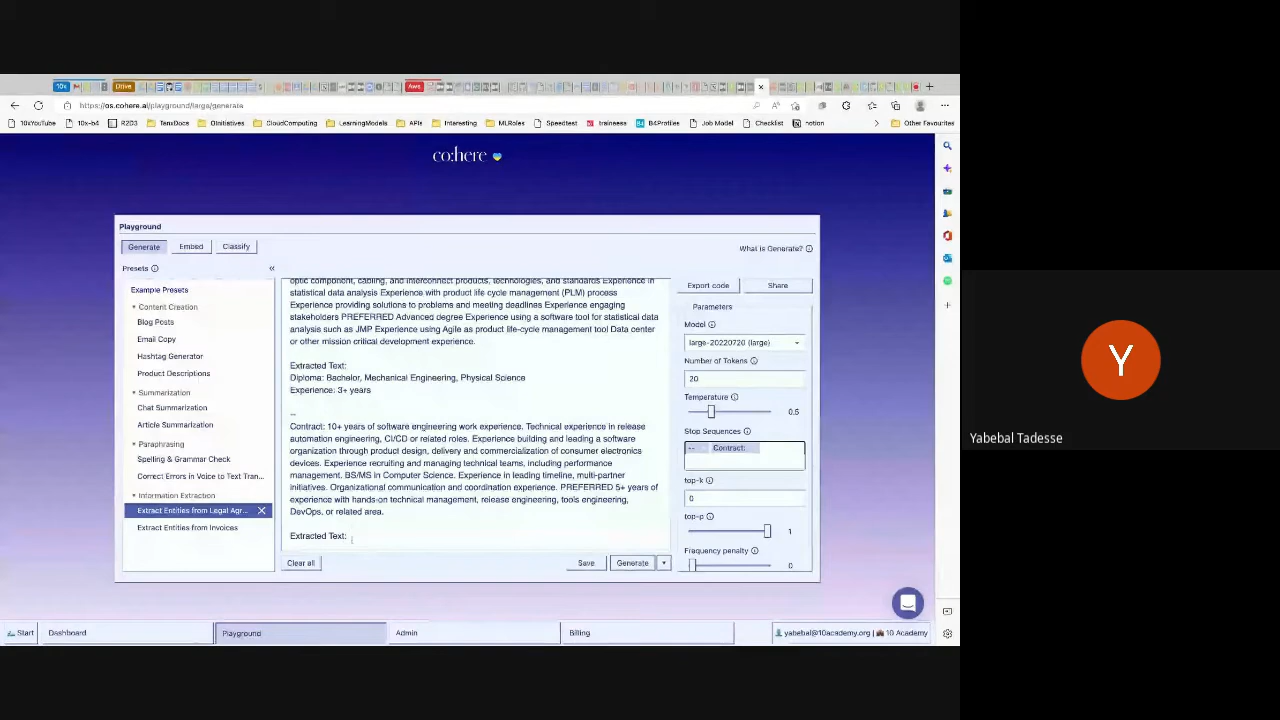 10x
Drive
Aws
https://os.cohere.ai/playground/large/generate
10xYouTube 10x-b4 R2D3 TenxDocs OInitiatives CloudComputing LearningModels APIs Interesting MLRoles Speedtest traineess B4Profiles Job Model Checklist notion Other Favourites
co:here
Playground
Generate Embed Classify
What is Generate?
Presets
Example Presets
Content Creation
Blog Posts
Email Copy
Hashtag Generator
Product Descriptions
Summarization
Chat Summarization
Article Summarization
Paraphrasing
Spelling & Grammar Check
Correct Errors in Voice to Text Tran...
Information Extraction
Extract Entities from Legal Agr...
Extract Entities from Invoices
optic component, cabling, and interconnect products, technologies, and standards Experience in
statistical data analysis Experience with product life cycle management (PLM) process
Experience providing solutions to problems and meeting deadlines Experience engaging
stakeholders PREFERRED Advanced degree Experience using a software tool for statistical data
analysis such as JMP Experience using Agile as product life-cycle management tool Data center
or other mission critical development experience.
Extracted Text:
Diploma: Bachelor, Mechanical Engineering, Physical Science
Experience: 3+ years
--
Contract: 10+ years of software engineering work experience. Technical experience in release
automation engineering, CI/CD or related roles. Experience building and leading a software
organization through product design, delivery and commercialization of consumer electronics
devices. Experience recruiting and managing technical teams, including performance
management. BS/MS in Computer Science. Experience in leading timeline, multi-partner
initiatives. Organizational communication and coordination experience. PREFERRED 5+ years of
experience with hands-on technical management, release engineering, tools engineering,
DevOps, or related area.
Extracted Text:
Clear all Save Generate
Export code Share
Parameters
Model
large-20220720 (large)
Number of Tokens
20
Temperature
0.5
Stop Sequences
-- Contract:
top-k
0
top-p
1
Frequency penalty
0
Start Dashboard Playground Admin Billing yabebal@10academy.org | 10 Academy
Y
Yabebal Tadesse